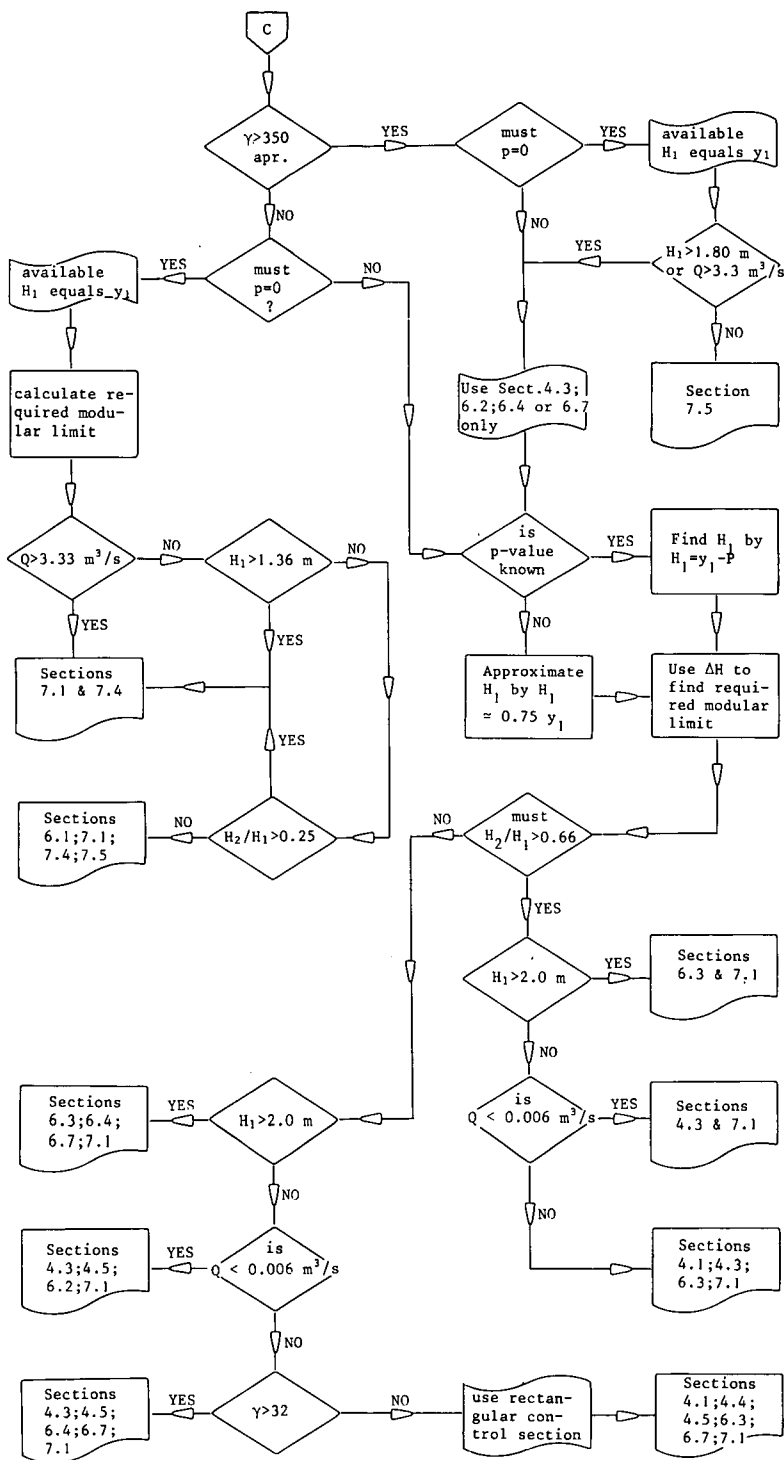 C
γ>350
apr.
YES
must
p=0
YES
available
H₁ equals y₁
NO
NO
YES
H₁>1.80 m
or Q>3.3 m³/s
available
H₁ equals y₁
YES
must
p=0
?
NO
NO
calculate re-
quired modu-
lar limit
Use Sect.4.3;
6.2;6.4 or 6.7
only
Section
7.5
Q>3.33 m³/s
NO
H₁>1.36 m
NO
is
p-value
known
YES
Find H₁ by
H₁=y₁-P
YES
YES
NO
Sections
7.1 & 7.4
Approximate
H₁ by H₁
≃ 0.75 y₁
Use ΔH to
find requir-
ed modular
limit
YES
Sections
6.1;7.1;
7.4;7.5
NO
H₂/H₁>0.25
NO
must
H₂/H₁>0.66
YES
H₁>2.0 m
YES
Sections
6.3 & 7.1
NO
Sections
6.3;6.4;
6.7;7.1
YES
H₁>2.0 m
is
Q < 0.006 m³/s
YES
Sections
4.3 & 7.1
NO
NO
Sections
4.3;4.5;
6.2;7.1
YES
is
Q < 0.006 m³/s
Sections
4.1;4.3;
6.3;7.1
NO
Sections
4.3;4.5;
6.4;6.7;
7.1
YES
γ>32
NO
use rectan-
gular con-
trol section
Sections
4.1;4.4;
4.5;6.3;
6.7;7.1